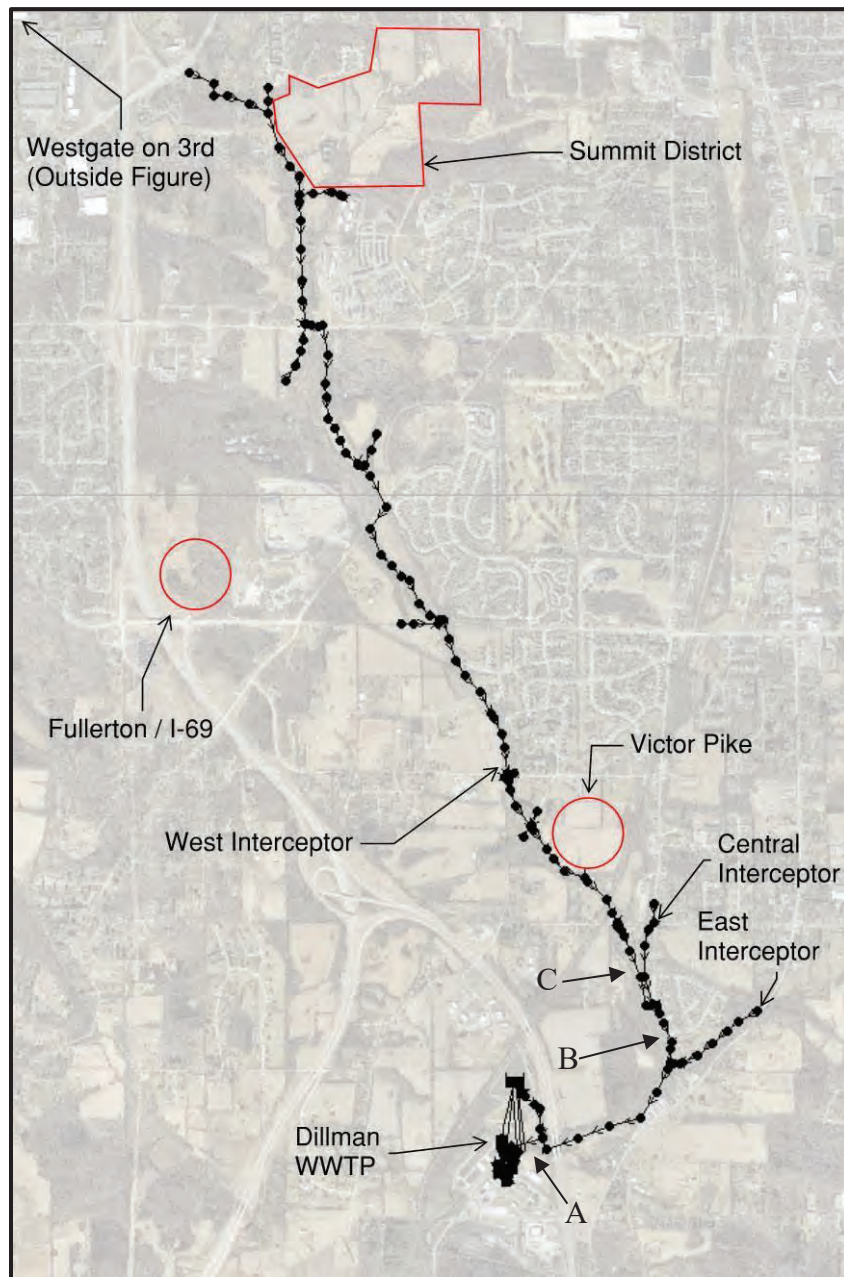 Westgate on 3rd
(Outside Figure)
Summit District
Fullerton / I-69
Victor Pike
West Interceptor
Central
Interceptor
East
Interceptor
C
B
Dillman
WWTP
A